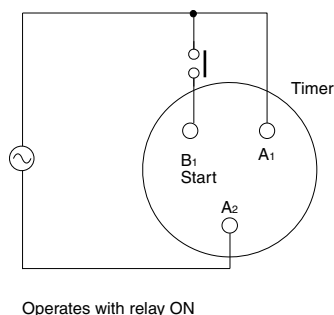 Timer
B1 A1
Start
A2
Operates with relay ON